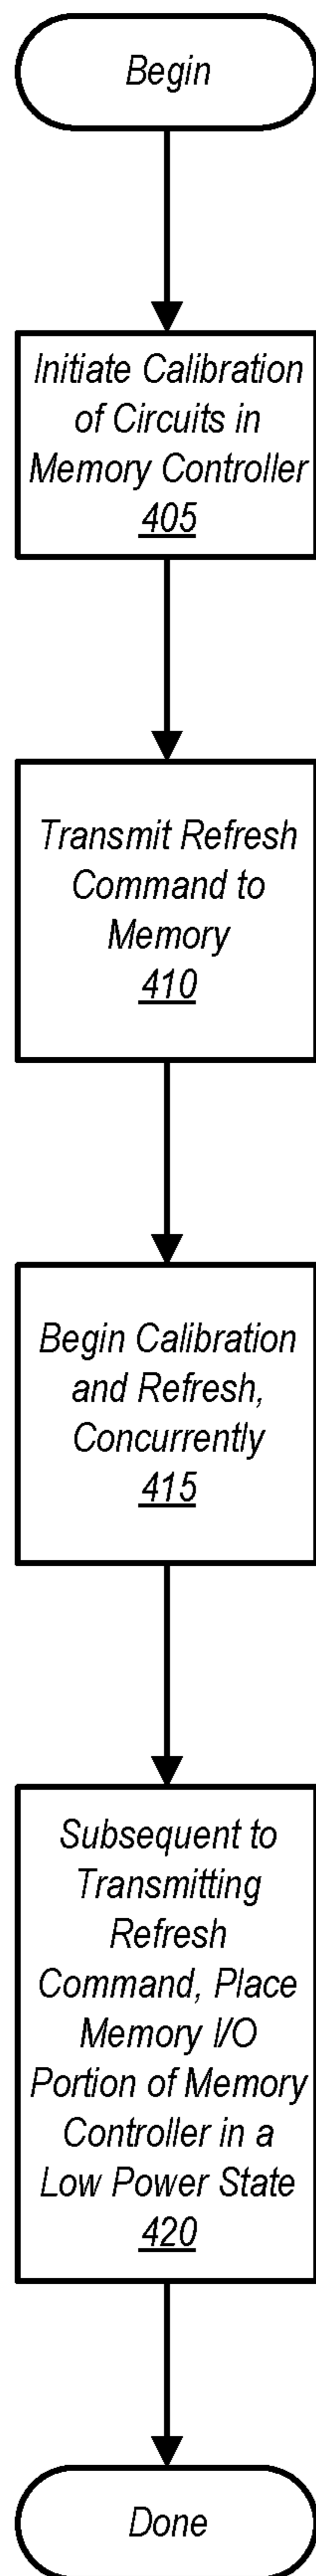 Begin
Initiate Calibration
of Circuits in
Memory Controller
405
Transmit Refresh
Command to
Memory
410
Begin Calibration
and Refresh,
Concurrently
415
Subsequent to
Transmitting
Refresh
Command, Place
Memory I/O
Portion of Memory
Controller in a
Low Power State
420
Done